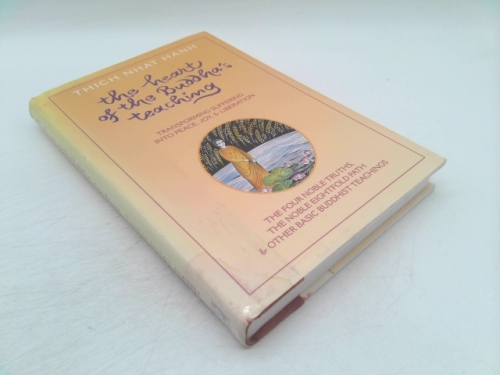 THICH NHAT HANH
the heart
of the Buddha's
teaching
TRANSFORMING SUFFERING
INTO PEACE, JOY, & LIBERATION
THE FOUR NOBLE TRUTHS,
THE NOBLE EIGHTFOLD PATH
& OTHER BASIC BUDDHIST TEACHINGS